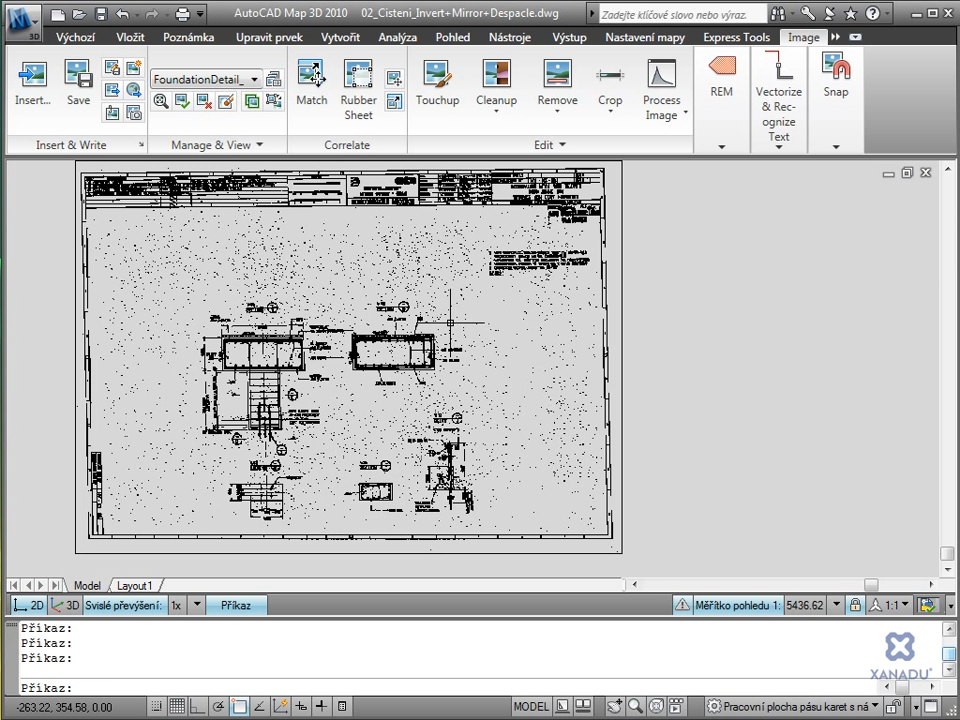 AutoCAD Map 3D 2010 02_Cisteni_Invert+Mirror+Despacle.dwg
Zadejte klíčové slovo nebo výraz.
3D
Výchozí Vložit Poznámka Upravit prvek Vytvořit Analýza Pohled Nástroje Výstup Nastavení mapy Express Tools Image
FoundationDetail_
Insert... Save Match Rubber Sheet Touchup Cleanup Remove Crop Process Image REM Vectorize & Rec- ognize Text Snap
Insert & Write Manage & View Correlate Edit
Model Layout1
2D 3D Svislé převýšení: 1x Příkaz Měřítko pohledu 1: 5436.62 1:1
Příkaz:
Příkaz:
Příkaz:
Příkaz:
XANADU
-263.22, 354.58, 0.00 MODEL Pracovní plocha pásu karet s ná